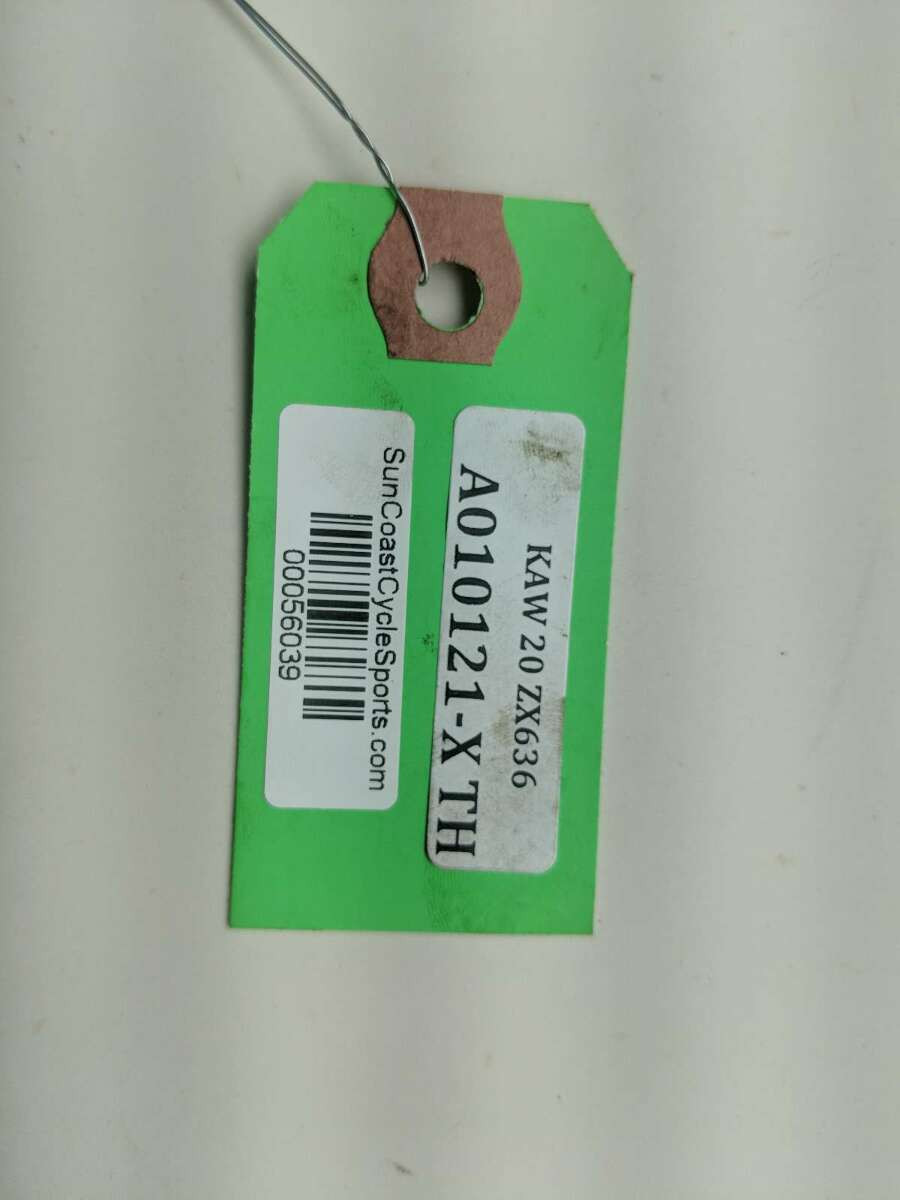 KAW 20 ZX636
A010121-X TH
SunCoastCycleSports.com
00056039